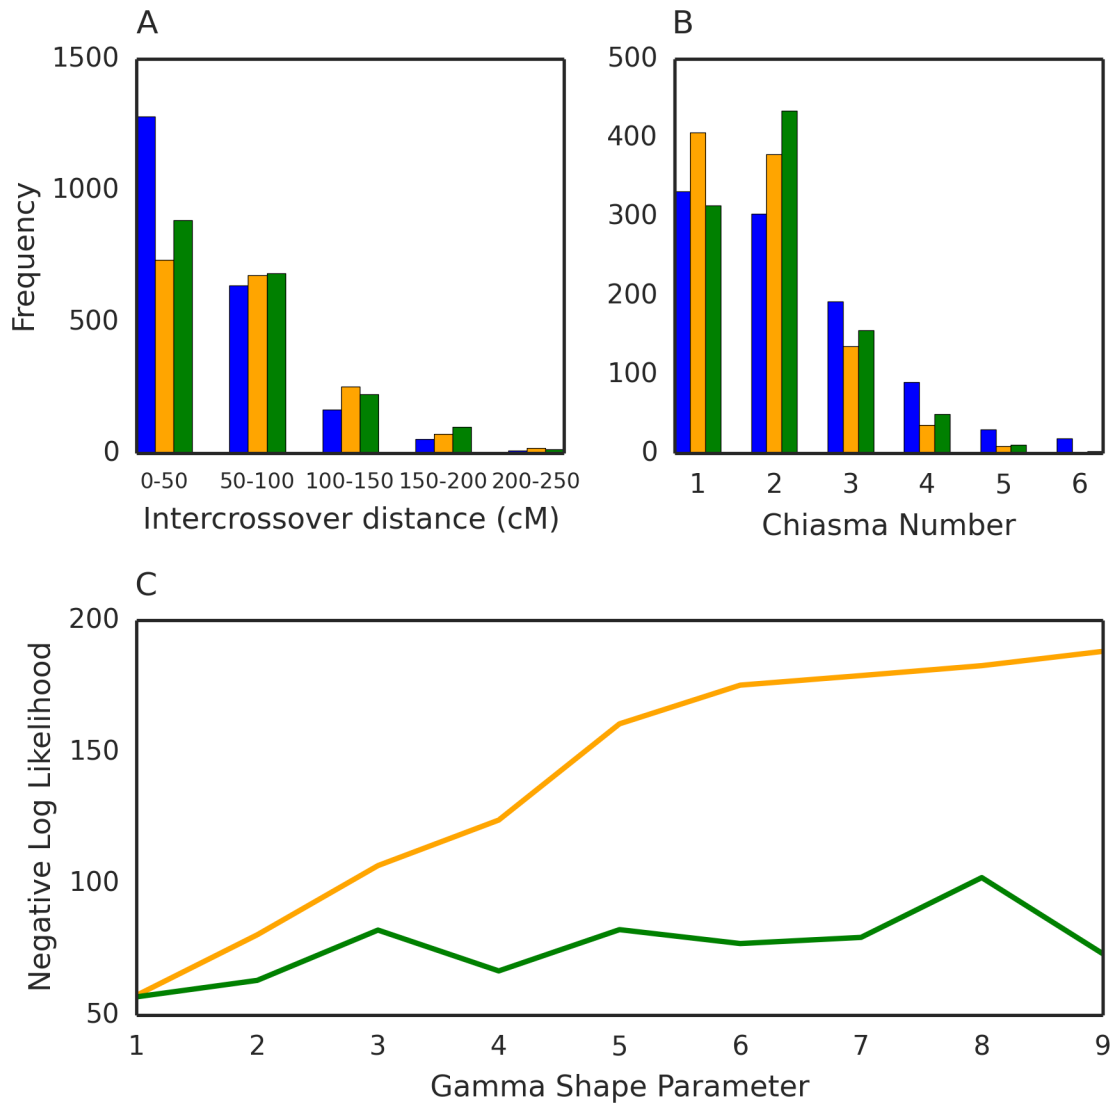 A
1500
1000
500
0
Frequency
0-50 50-100 100-150 150-200 200-250
Intercrossover distance (cM)
B
500
400
300
200
100
0
1 2 3 4 5 6
Chiasma Number
C
200
150
100
50
Negative Log Likelihood
1 2 3 4 5 6 7 8 9
Gamma Shape Parameter